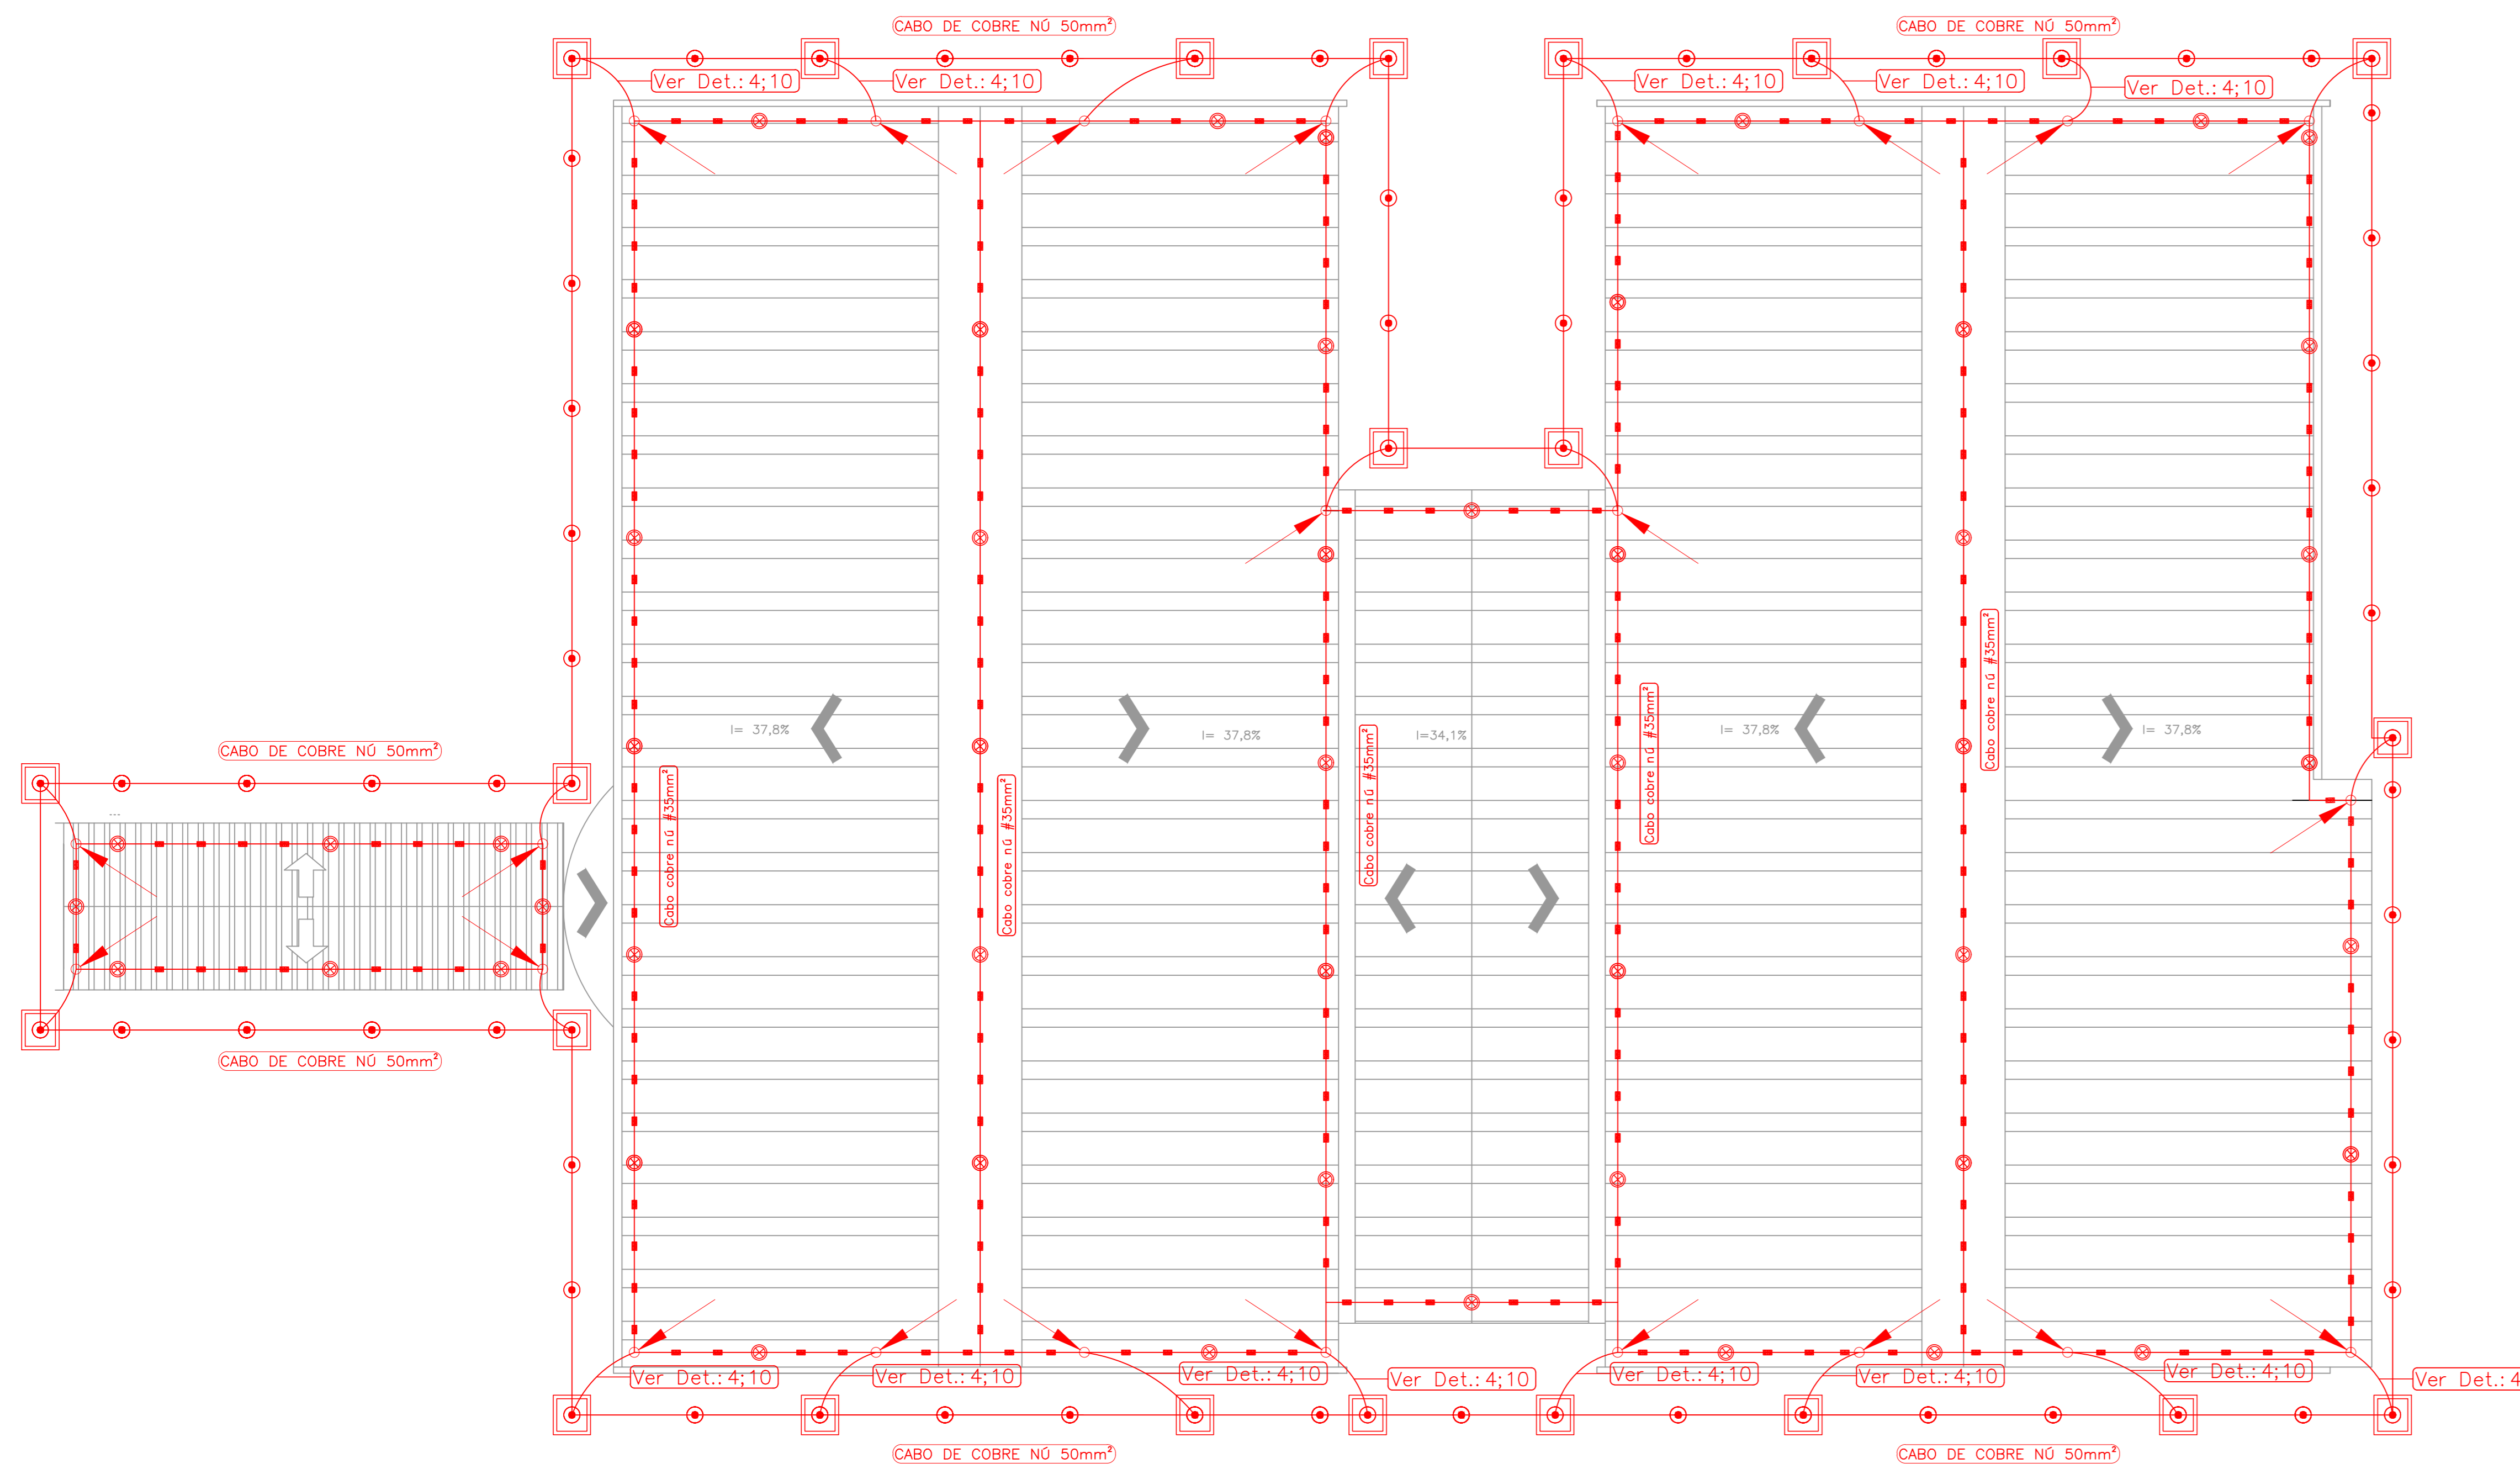 CABO DE COBRE NÚ 50mm²
CABO DE COBRE NÚ 50mm²
Ver Det.: 4;10
Ver Det.: 4;10
Ver Det.: 4;10
Ver Det.: 4;10
Ver Det.: 4;10
Cabo cobre nú #35mm²
Cabo cobre nú #35mm²
Cabo cobre nú #35mm²
I= 37,8%
I= 37,8%
I=34,1%
I= 37,8%
I= 37,8%
CABO DE COBRE NÚ 50mm²
Cabo cobre nú #35mm²
Cabo cobre nú #35mm²
---
CABO DE COBRE NÚ 50mm²
Ver Det.: 4;10
Ver Det.: 4;10
Ver Det.: 4;10
Ver Det.: 4;10
Ver Det.: 4;10
Ver Det.: 4;10
Ver Det.: 4;10
Ver Det.: 4
CABO DE COBRE NÚ 50mm²
CABO DE COBRE NÚ 50mm²